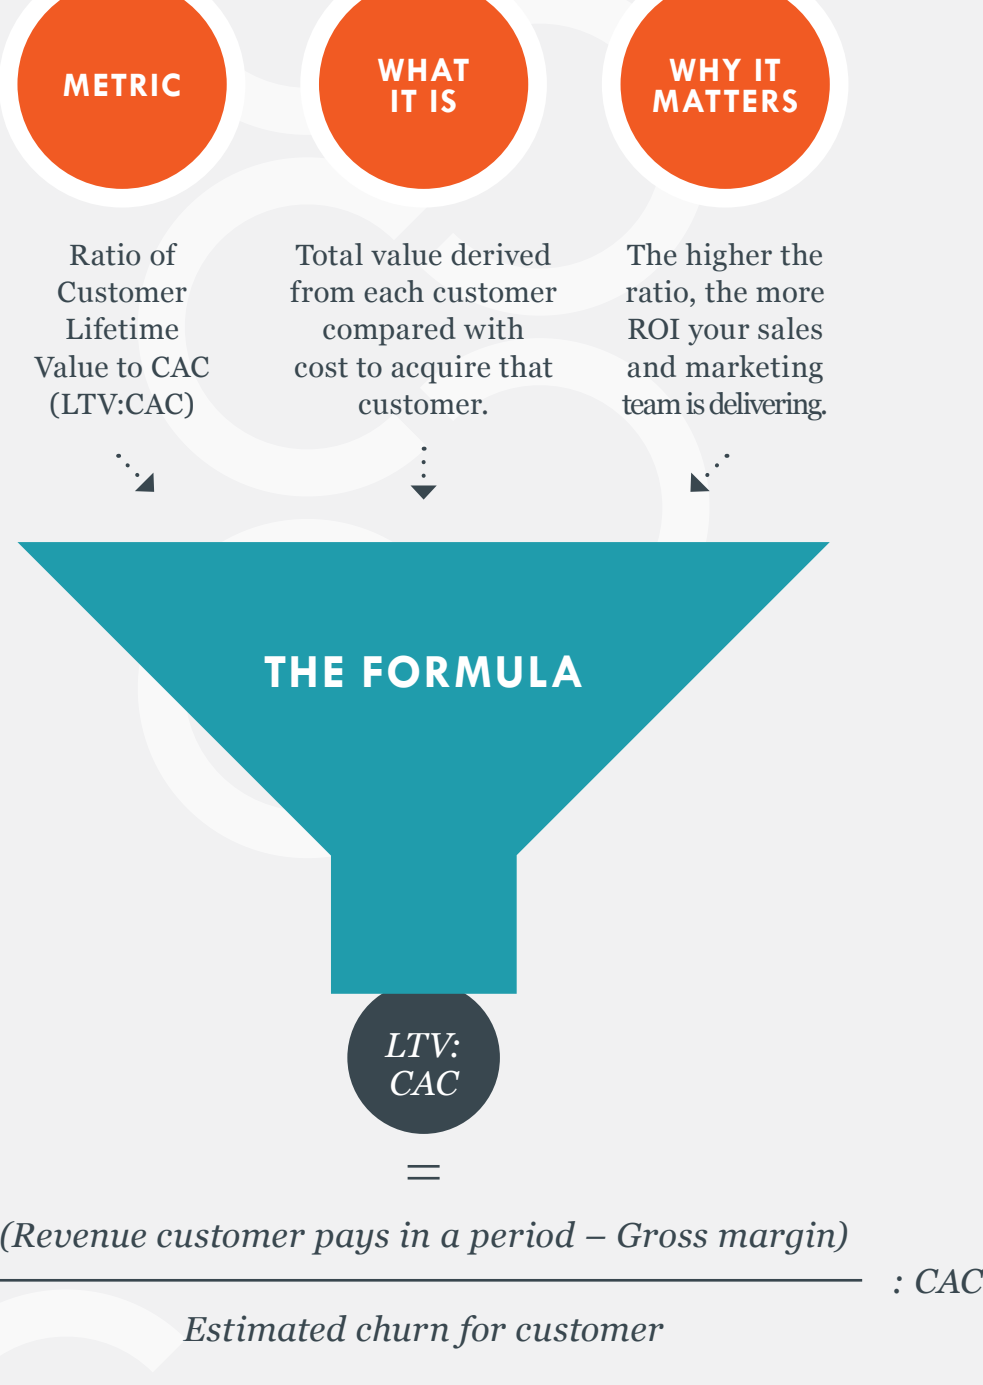 METRIC
WHAT
IT IS
WHY IT
MATTERS
Ratio of
Customer
Lifetime
Value to CAC
(LTV:CAC)
Total value derived
from each customer
compared with
cost to acquire that
customer.
The higher the
ratio, the more
ROI your sales
and marketing
team is delivering.
THE FORMULA
LTV:
CAC
=
(Revenue customer pays in a period – Gross margin)
: CAC
Estimated churn for customer